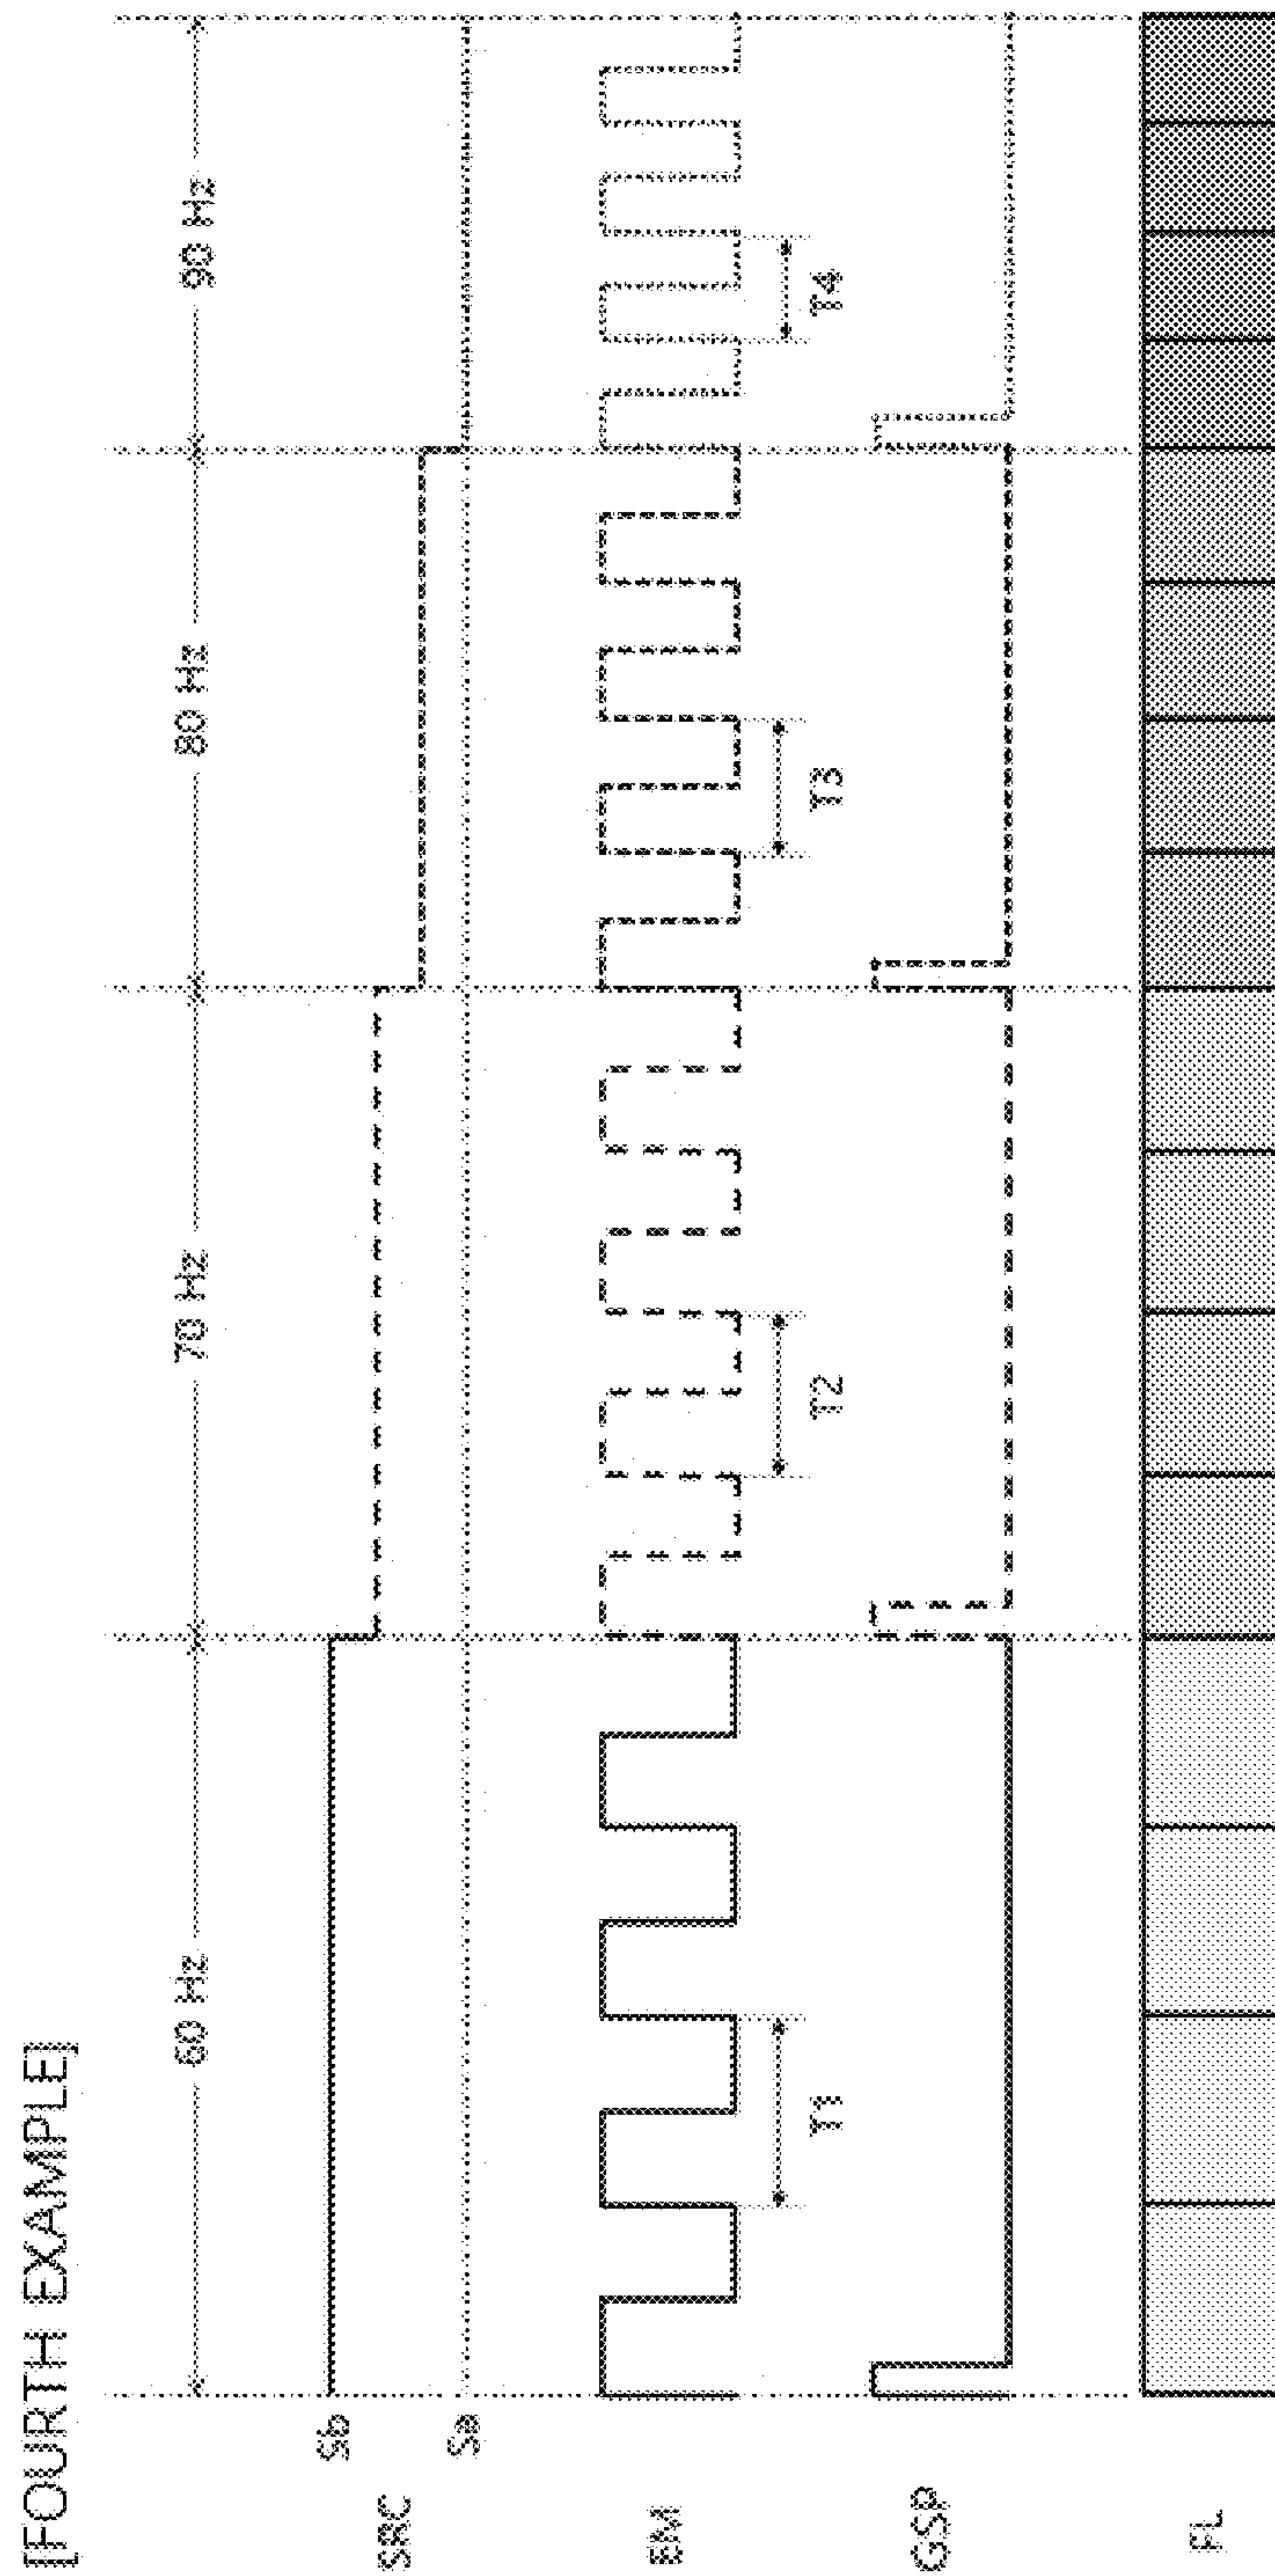 [FOURTH EXAMPLE]
60 Hz
70 Hz
80 Hz
90 Hz
Sb
SRC
Sa
EM
T1
T2
T3
T4
GSP
FL